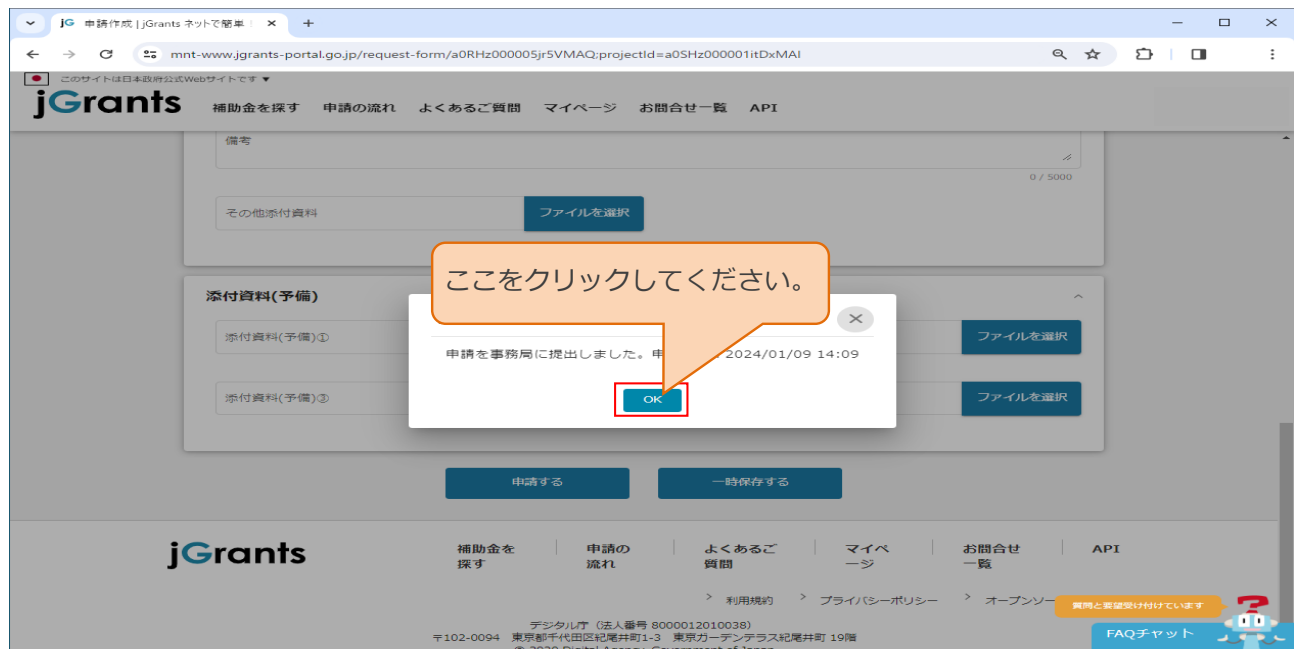 jG 申請作成 | jGrants ネットで簡単
mnt-www.jgrants-portal.go.jp/request-form/a0RHz000005jr5VMAQ;projectId=a0SHz000001itDxMAI
このサイトは日本政府公式Webサイトです ▼
jGrants 補助金を探す 申請の流れ よくあるご質問 マイページ お問合せ一覧 API
備考
0 / 5000
その他添付資料 ファイルを選択
ここをクリックしてください。
添付資料(予備)
添付資料(予備)① ファイルを選択
申請を事務局に提出しました。申 2024/01/09 14:09
添付資料(予備)③ ファイルを選択
OK
申請する 一時保存する
jGrants
補助金を探す
申請の流れ
よくあるご質問
マイページ
お問合せ一覧
API
> 利用規約 > プライバシーポリシー > オープンソー
質問と要望受け付けています
デジタル庁(法人番号 8000012010038)
FAQチャット
〒102-0094 東京都千代田区紀尾井町1-3 東京ガーデンテラス紀尾井町 19階
© 2020 Digital Agency, Government of Japan